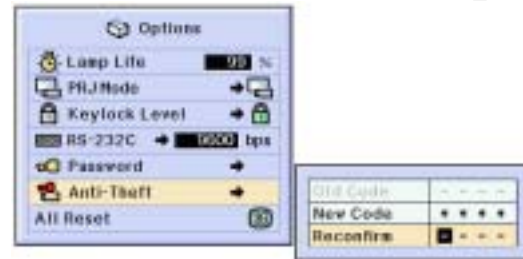 Options
Lamp Life 99 %
PRJ Mode
Keylock Level
RS-232C 9600 bps
Password
Anti-Theft
All Reset
Old Code - - - -
New Code * * * *
Reconfirm - - - -